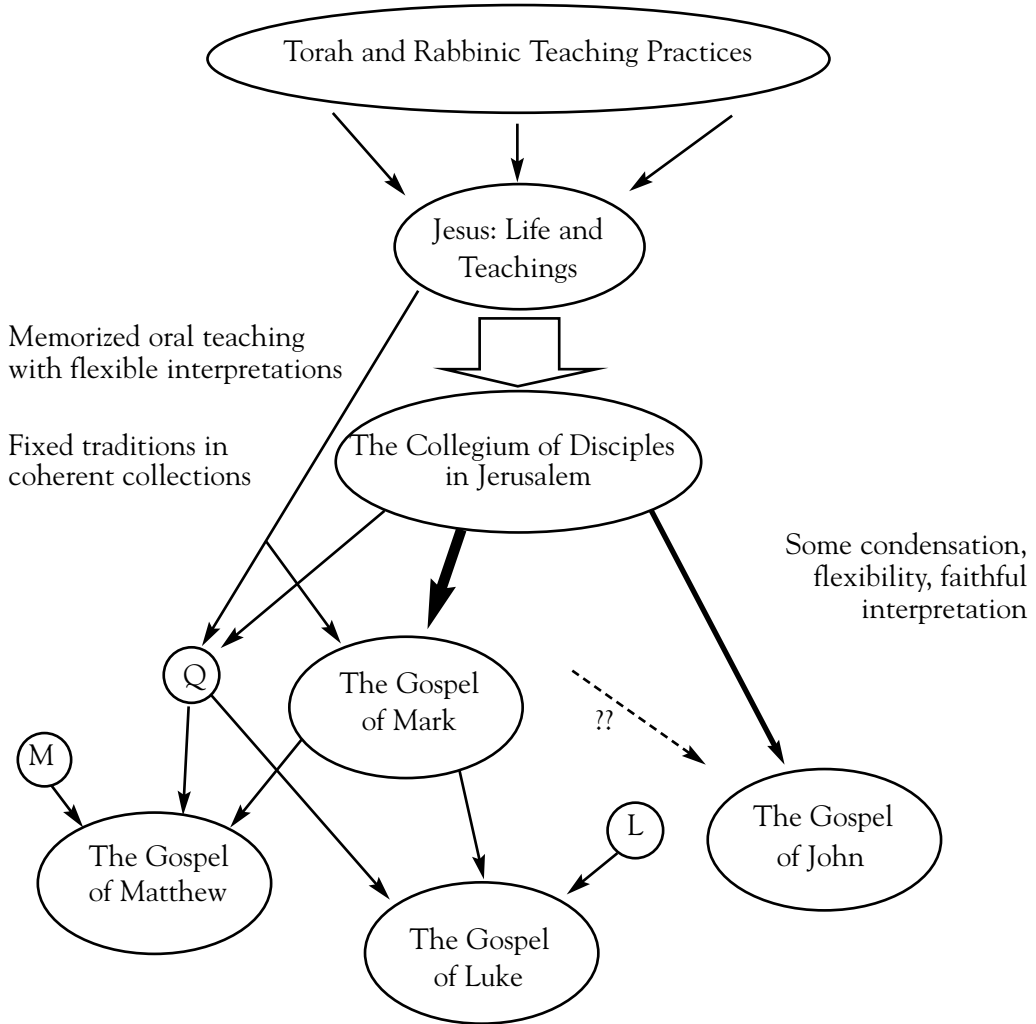 Torah and Rabbinic Teaching Practices
Jesus: Life and
Teachings
Memorized oral teaching
with flexible interpretations
Fixed traditions in
coherent collections
The Collegium of Disciples
in Jerusalem
Some condensation,
flexibility, faithful
interpretation
Q
The Gospel
of Mark
??
M
The Gospel
of Matthew
L
The Gospel
of John
The Gospel
of Luke